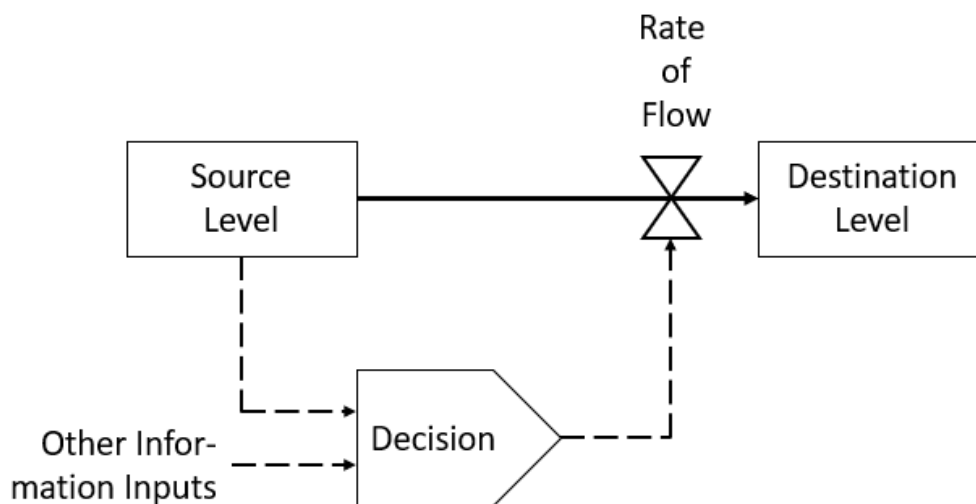 Rate
of
Flow
Source
Level
Destination
Level
Decision
Other Infor-
mation Inputs